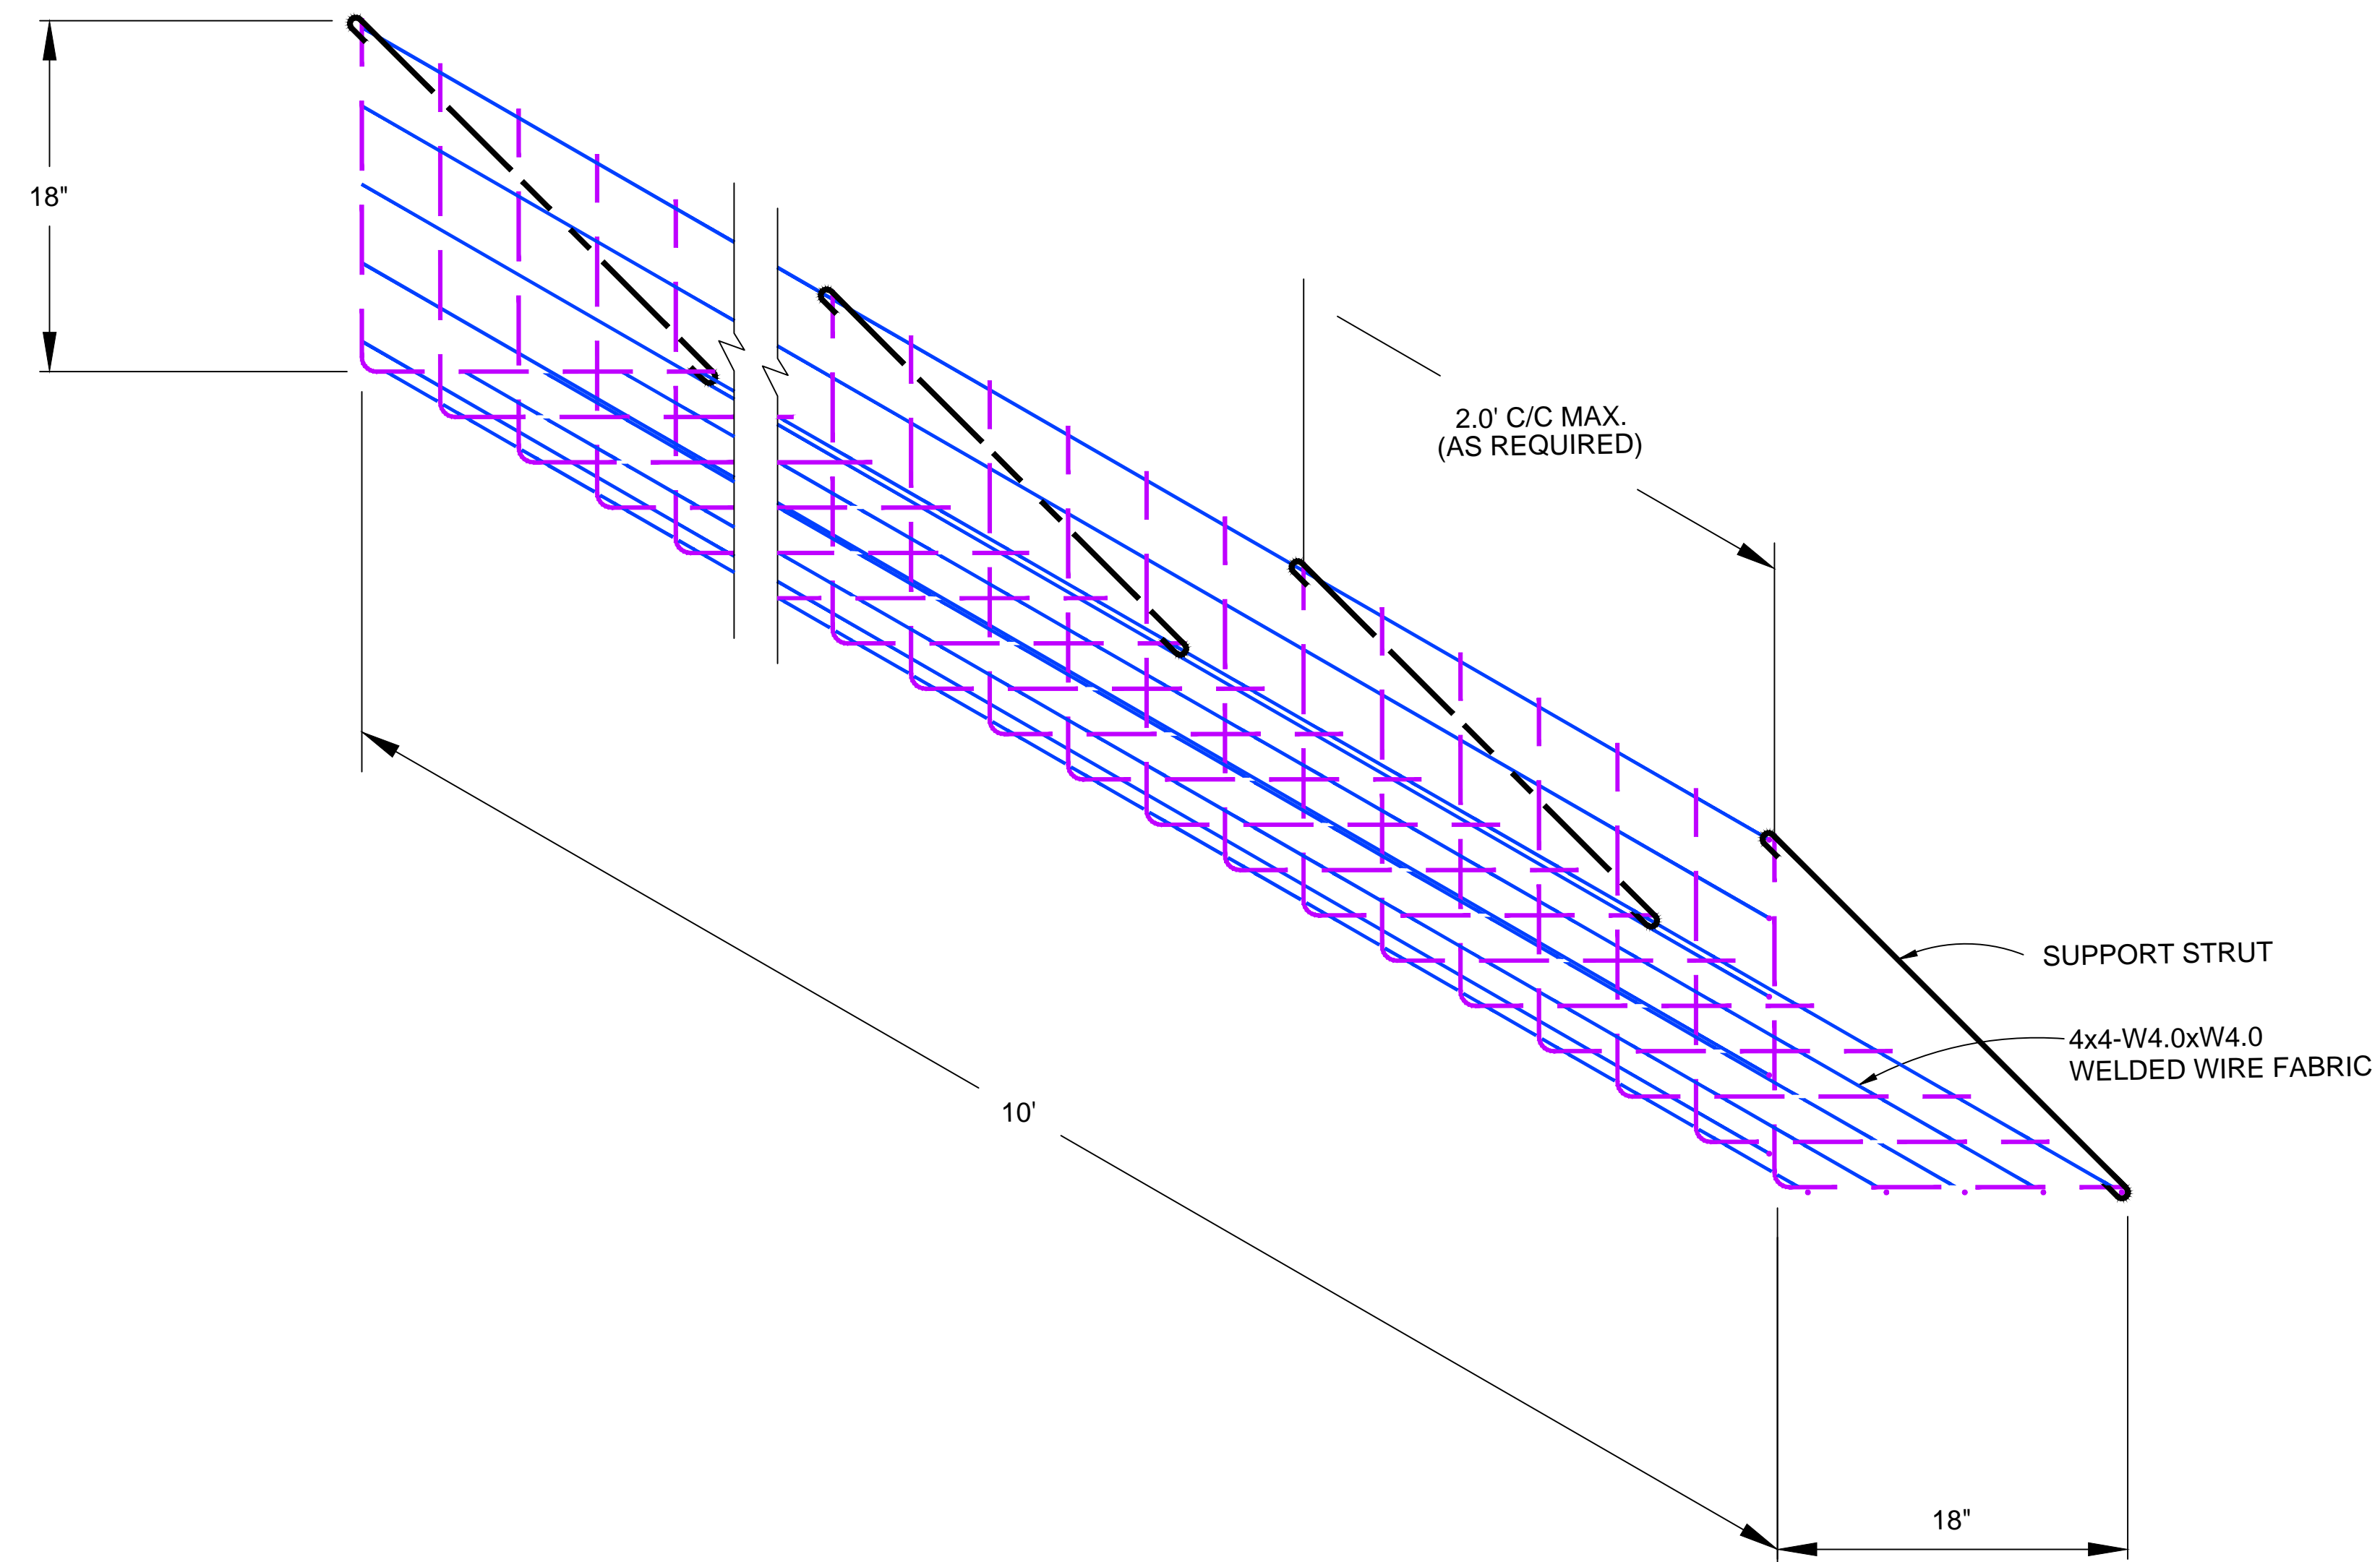 18"
2.0' C/C MAX.
(AS REQUIRED)
SUPPORT STRUT
4x4-W4.0xW4.0
WELDED WIRE FABRIC
10'
18"